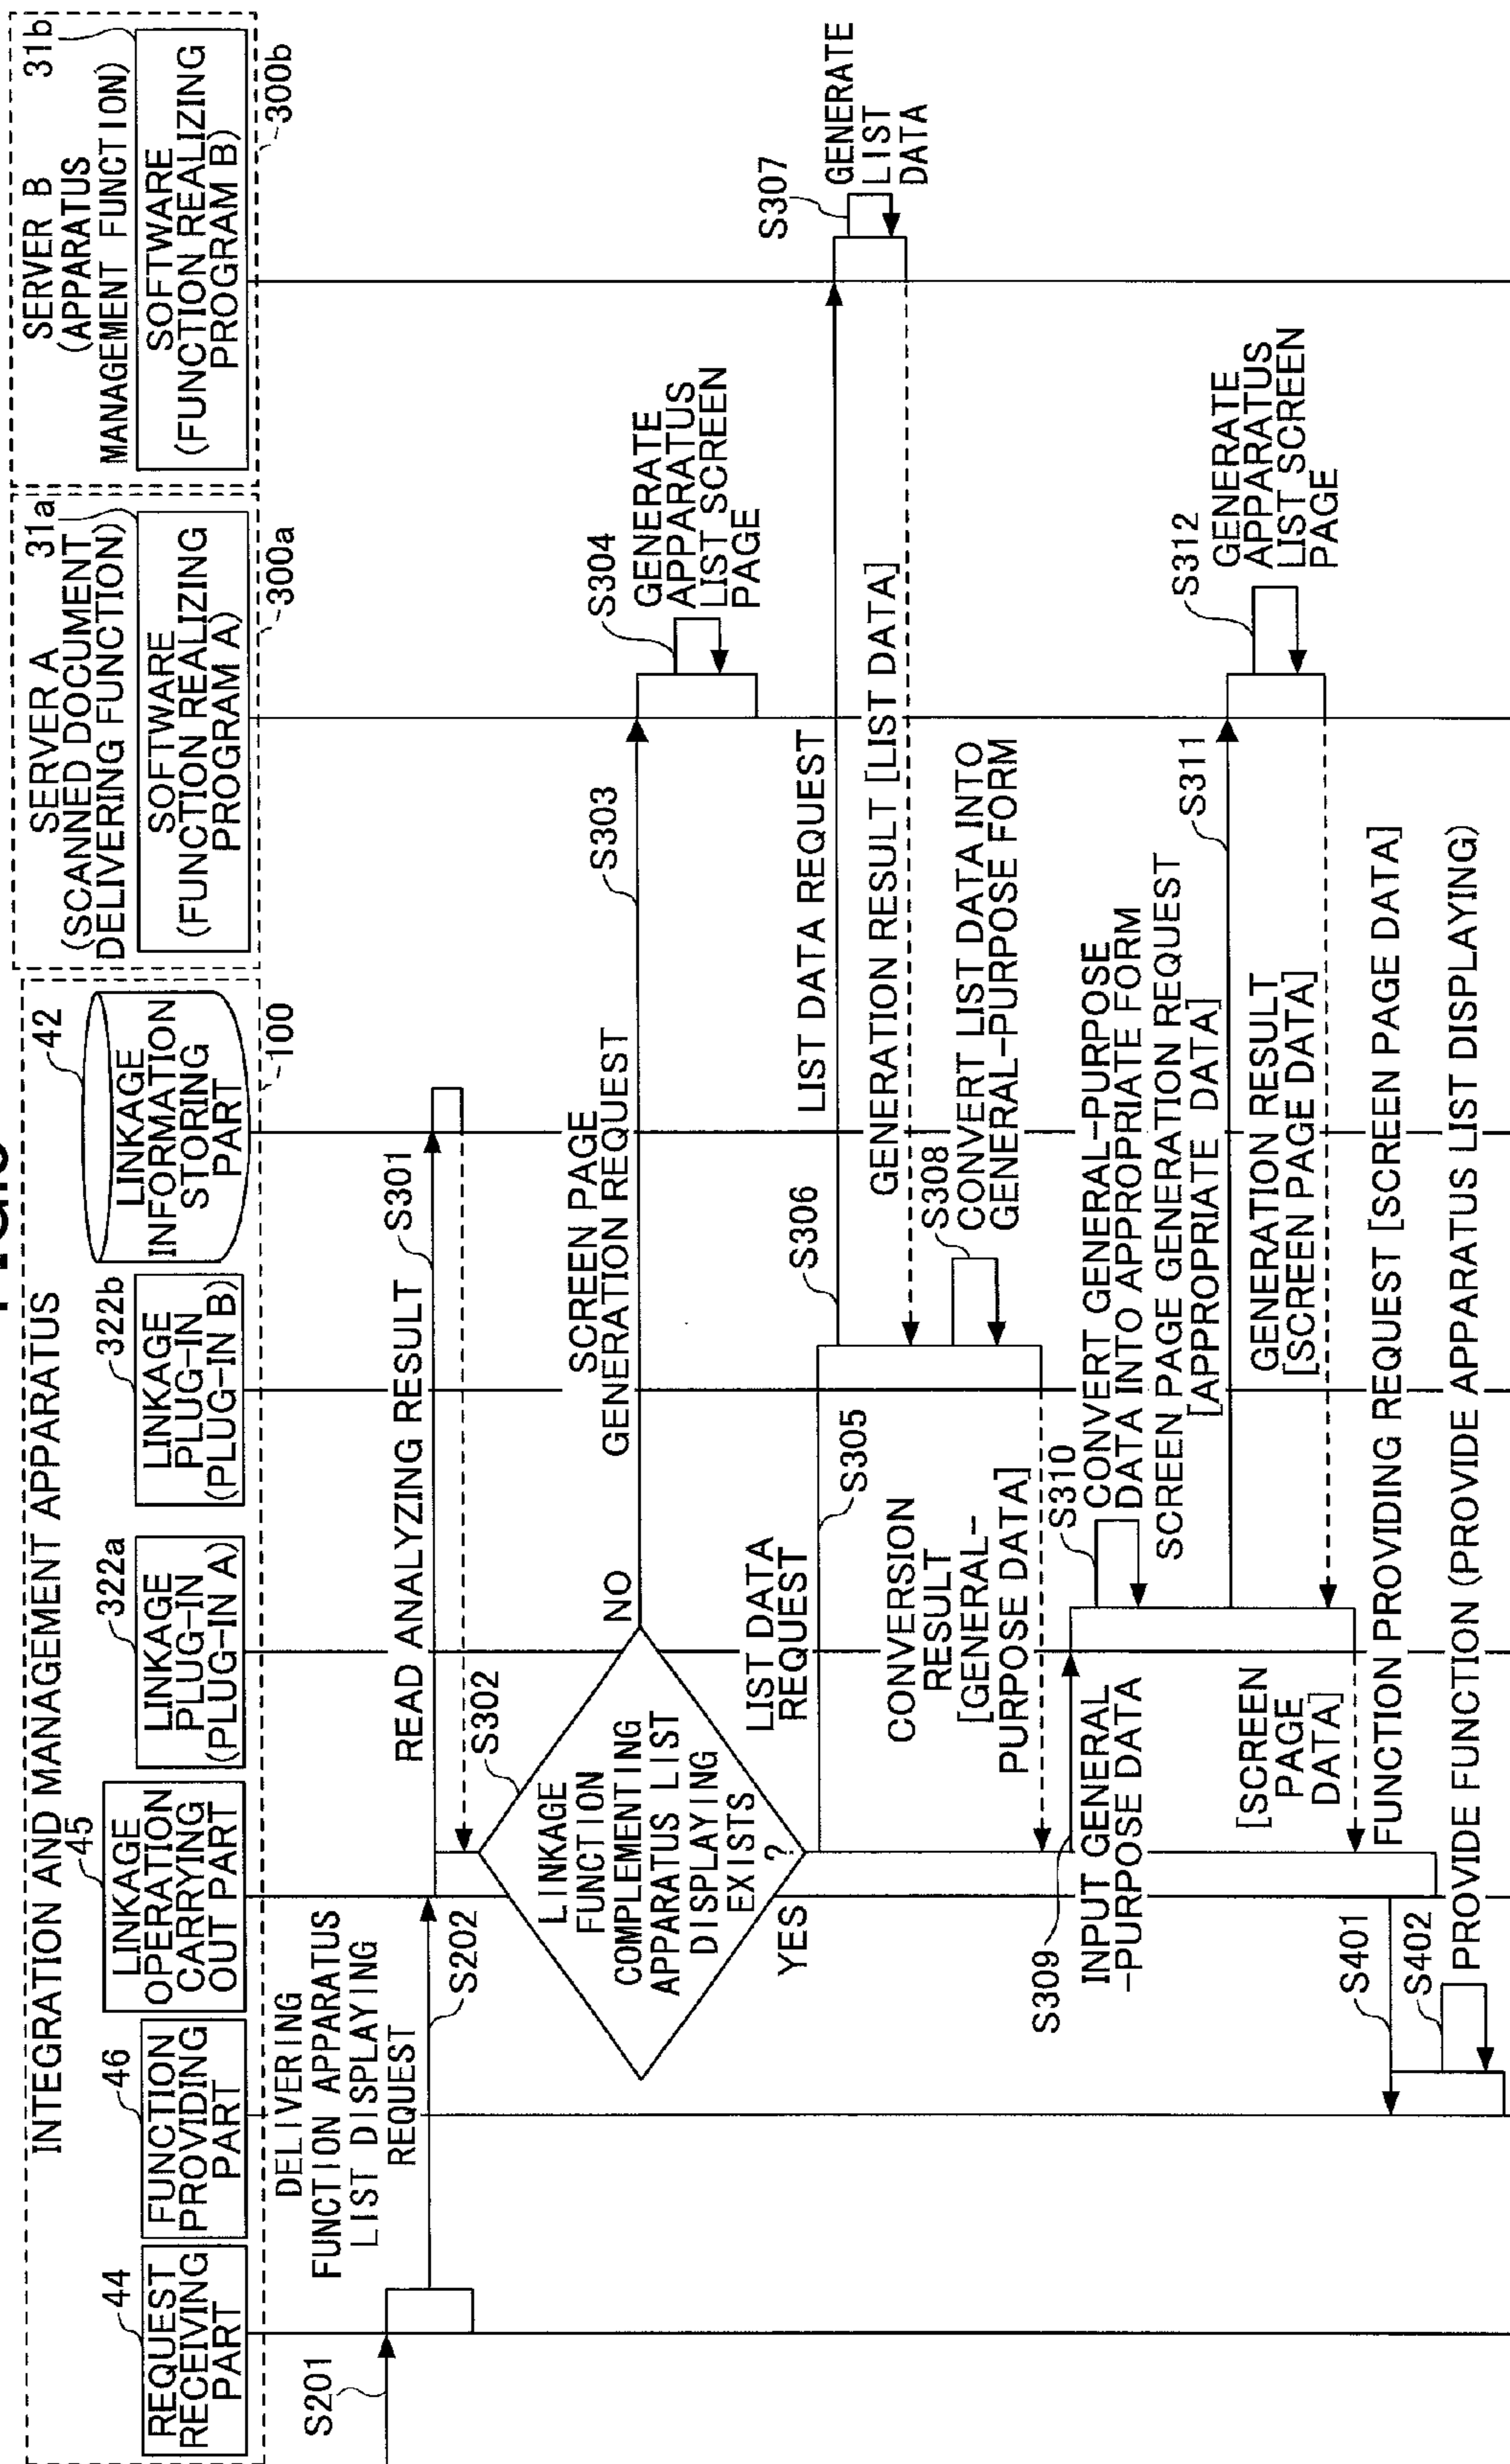 INTEGRATION AND MANAGEMENT APPARATUS
44
REQUEST
RECEIVING
PART
46
FUNCTION
PROVIDING
PART
45
LINKAGE
OPERATION
CARRYING
OUT PART
322a
LINKAGE
PLUG-IN
(PLUG-IN A)
322b
LINKAGE
PLUG-IN
(PLUG-IN B)
42
LINKAGE
INFORMATION
STORING
PART
100
SERVER A
(SCANNED DOCUMENT
DELIVERING FUNCTION)
31a
SOFTWARE
(FUNCTION REALIZING
PROGRAM A)
300a
SERVER B
(APPARATUS
MANAGEMENT FUNCTION)
31b
SOFTWARE
(FUNCTION REALIZING
PROGRAM B)
300b
S201
DELIVERING
FUNCTION APPARATUS
LIST DISPLAYING
REQUEST
S202
READ ANALYZING RESULT
S301
S302
LINKAGE
FUNCTION
COMPLEMENTING
APPARATUS LIST
DISPLAYING
EXISTS
?
NO
YES
SCREEN PAGE
GENERATION REQUEST
S303
S304
GENERATE
APPARATUS
LIST SCREEN
PAGE
LIST DATA
REQUEST
S305
S306
LIST DATA REQUEST
S307
GENERATE
LIST
DATA
GENERATION RESULT [LIST DATA]
S308
CONVERT LIST DATA INTO
GENERAL-PURPOSE FORM
CONVERSION
RESULT
[GENERAL-
PURPOSE DATA]
S309
INPUT GENERAL
-PURPOSE DATA
S310
CONVERT GENERAL-PURPOSE
DATA INTO APPROPRIATE FORM
SCREEN PAGE GENERATION REQUEST
[APPROPRIATE DATA]
S311
S312
GENERATE
APPARATUS
LIST SCREEN
PAGE
GENERATION RESULT
[SCREEN PAGE DATA]
[SCREEN
PAGE
DATA]
S401
FUNCTION PROVIDING REQUEST [SCREEN PAGE DATA]
S402
PROVIDE FUNCTION (PROVIDE APPARATUS LIST DISPLAYING)